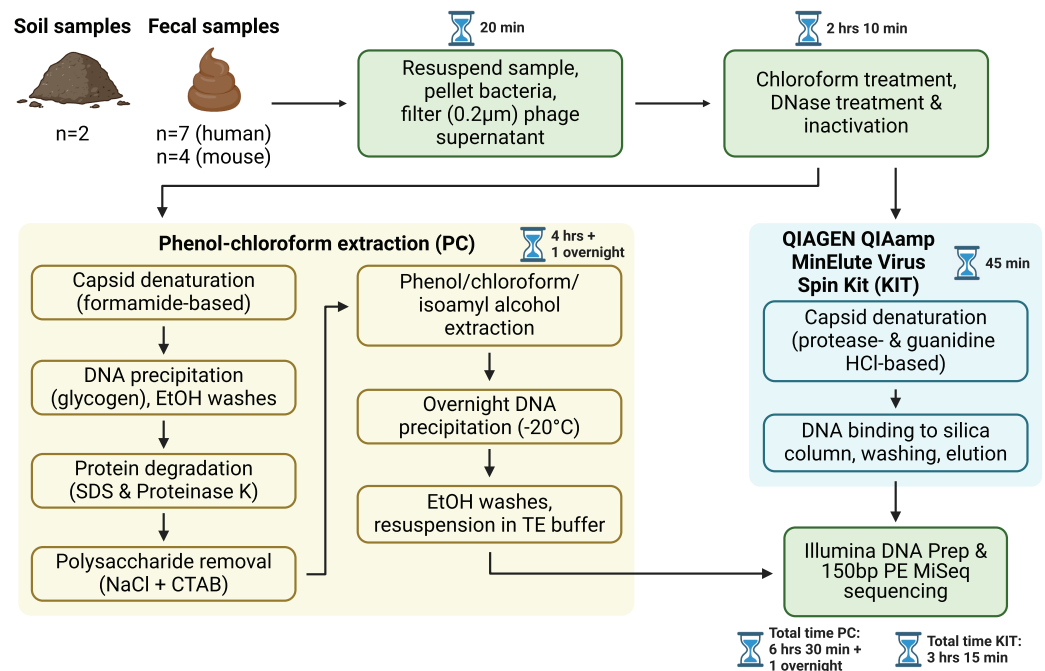 Soil samples
Fecal samples
n=2
n=7 (human)
n=4 (mouse)
20 min
Resuspend sample,
pellet bacteria,
filter (0.2µm) phage
supernatant
2 hrs 10 min
Chloroform treatment,
DNase treatment &
inactivation
Phenol-chloroform extraction (PC)
4 hrs +
1 overnight
Capsid denaturation
(formamide-based)
DNA precipitation
(glycogen), EtOH washes
Protein degradation
(SDS & Proteinase K)
Polysaccharide removal
(NaCl + CTAB)
Phenol/chloroform/
isoamyl alcohol
extraction
Overnight DNA
precipitation (-20°C)
EtOH washes,
resuspension in TE buffer
QIAGEN QIAamp
MinElute Virus
Spin Kit (KIT)
45 min
Capsid denaturation
(protease- & guanidine
HCl-based)
DNA binding to silica
column, washing, elution
Illumina DNA Prep &
150bp PE MiSeq
sequencing
Total time PC:
6 hrs 30 min +
1 overnight
Total time KIT:
3 hrs 15 min